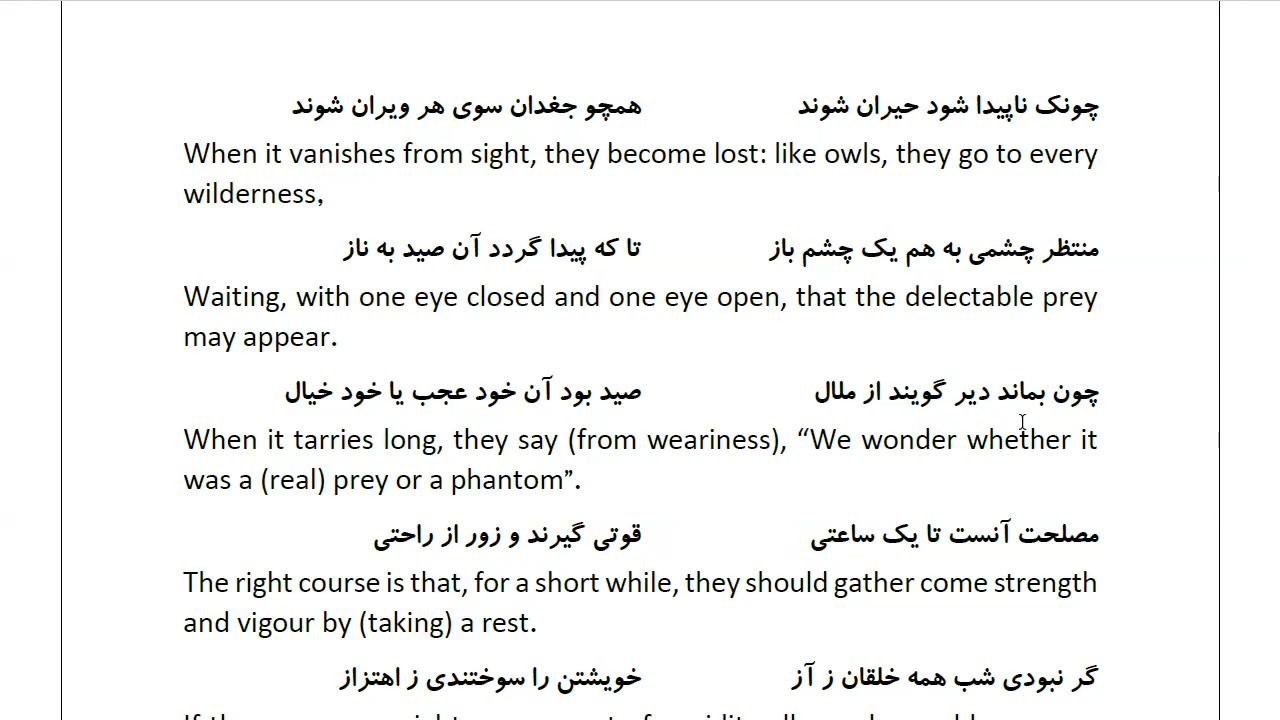 چونک ناپیدا شود حیران شوند همچو جغدان سوی هر ویران شوند
When it vanishes from sight, they become lost: like owls, they go to every
wilderness,
منتظر چشمی به هم یک چشم باز تا که پیدا گردد آن صید به ناز
Waiting, with one eye closed and one eye open, that the delectable prey
may appear.
چون بماند دیر گویند از ملال صید بود آن خود عجب یا خود خیال
When it tarries long, they say (from weariness), “We wonder whether it
was a (real) prey or a phantom”.
مصلحت آنست تا یک ساعتی قوتی گیرند و زور از راحتی
The right course is that, for a short while, they should gather come strength
and vigour by (taking) a rest.
گر نبودی شب همه خلقان ز آز خویشتن را سوختندی ز اهتزاز